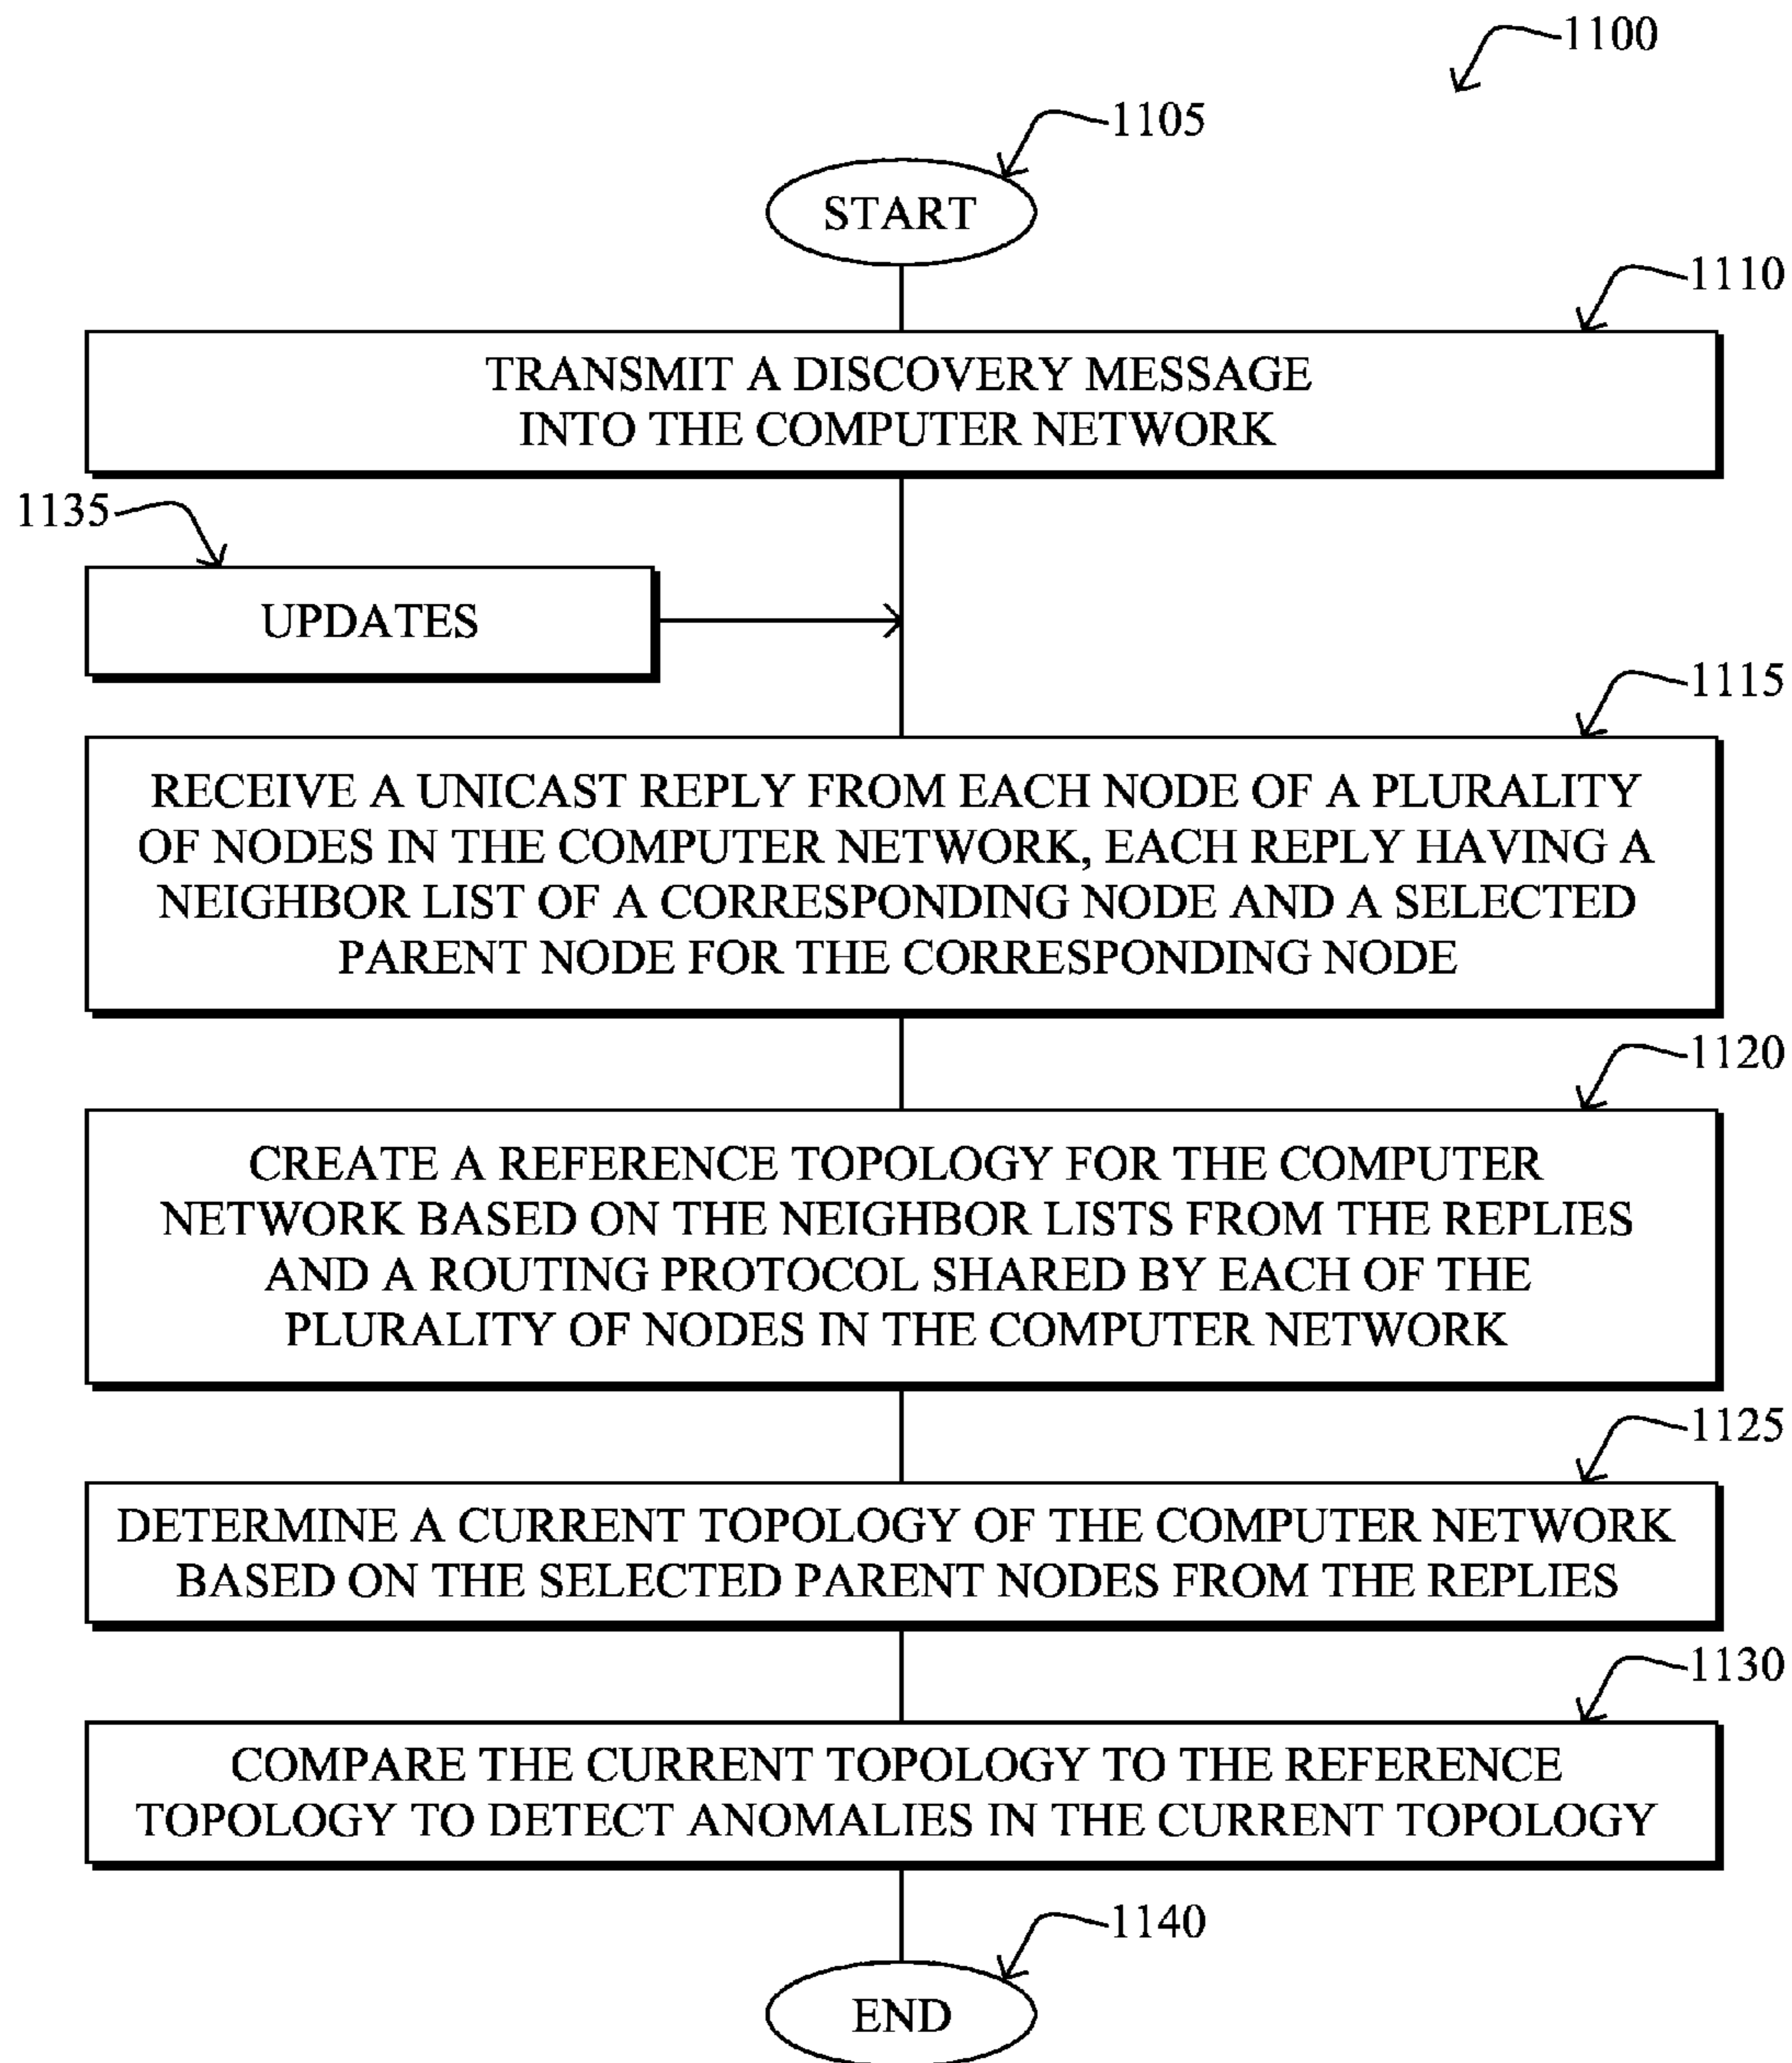 1100
1105
START
1110
TRANSMIT A DISCOVERY MESSAGE
INTO THE COMPUTER NETWORK
1135
UPDATES
1115
RECEIVE A UNICAST REPLY FROM EACH NODE OF A PLURALITY
OF NODES IN THE COMPUTER NETWORK, EACH REPLY HAVING A
NEIGHBOR LIST OF A CORRESPONDING NODE AND A SELECTED
PARENT NODE FOR THE CORRESPONDING NODE
1120
CREATE A REFERENCE TOPOLOGY FOR THE COMPUTER
NETWORK BASED ON THE NEIGHBOR LISTS FROM THE REPLIES
AND A ROUTING PROTOCOL SHARED BY EACH OF THE
PLURALITY OF NODES IN THE COMPUTER NETWORK
1125
DETERMINE A CURRENT TOPOLOGY OF THE COMPUTER NETWORK
BASED ON THE SELECTED PARENT NODES FROM THE REPLIES
1130
COMPARE THE CURRENT TOPOLOGY TO THE REFERENCE
TOPOLOGY TO DETECT ANOMALIES IN THE CURRENT TOPOLOGY
1140
END